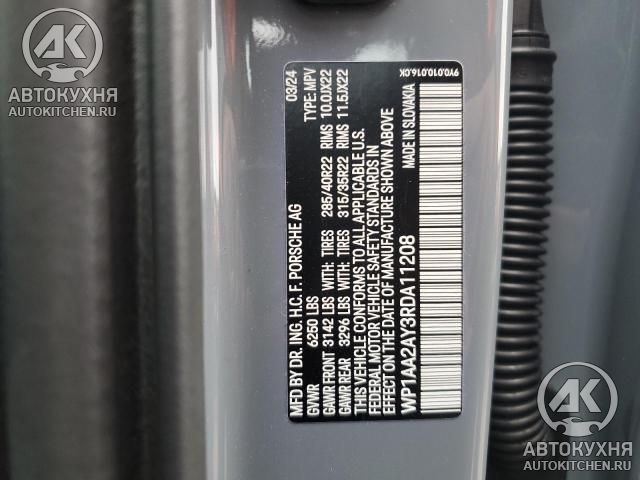 AK
АВТОКУХНЯ
AUTOKITCHEN.RU
MFD BY DR. ING. H.C. F. PORSCHE AG 03/24
GVWR 6250 LBS TYPE: MPV
GAWR FRONT 3142 LBS WITH: TIRES 285/40R22 RIMS 10.0JX22
GAWR REAR 3296 LBS WITH: TIRES 315/35R22 RIMS 11.5JX22
THIS VEHICLE CONFORMS TO ALL APPLICABLE U.S.
FEDERAL MOTOR VEHICLE SAFETY STANDARDS IN
EFFECT ON THE DATE OF MANUFACTURE SHOWN ABOVE
WP1AA2AY3RDA11208 MADE IN SLOVAKIA
9Y0.010.016.CK
AK
АВТОКУХНЯ
AUTOKITCHEN.RU